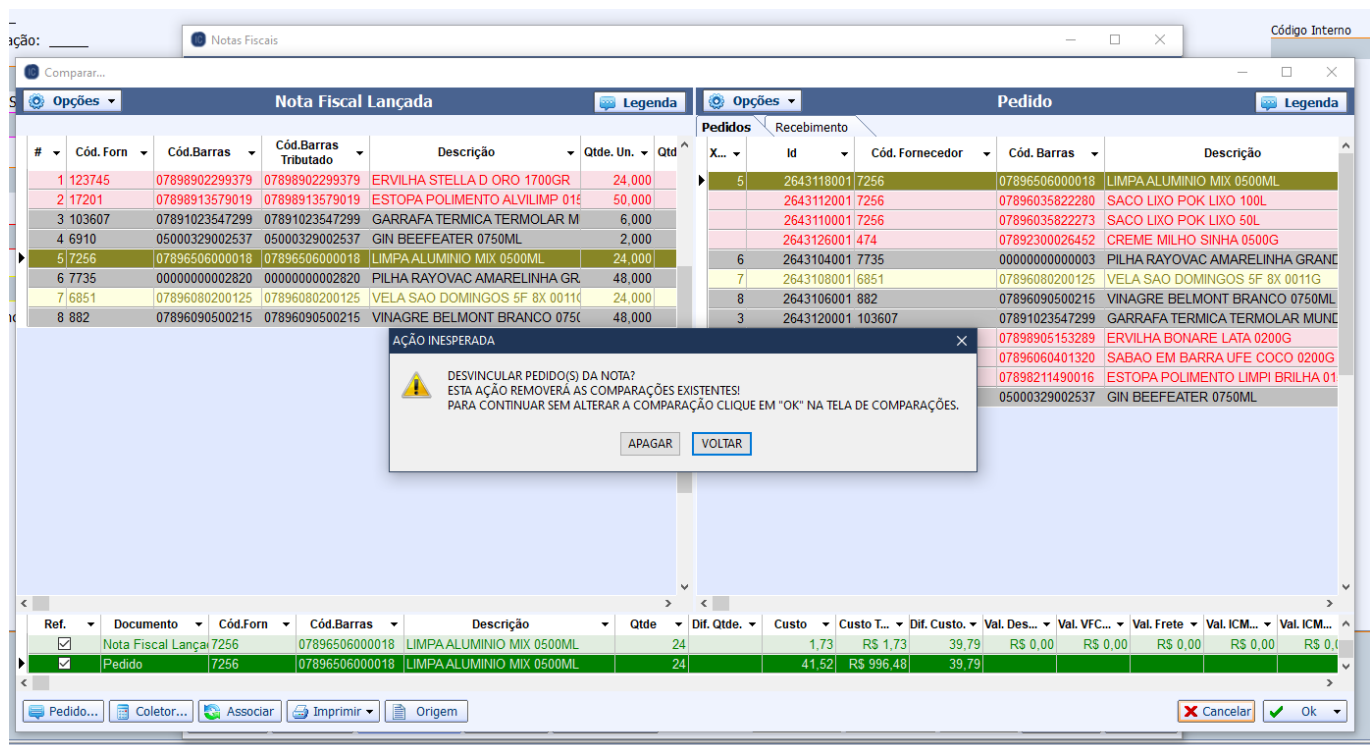 ação: _____
Notas Fiscais
Código Interno
Comparar...
Opções
Nota Fiscal Lançada
Legenda
Opções
Pedido
Legenda
Pedidos
Recebimento
# Cód. Forn Cód.Barras Cód.Barras Tributado Descrição Qtde. Un. Qtd
1 123745 07898902299379 07898902299379 ERVILHA STELLA D ORO 1700GR 24,000
2 17201 07898913579019 07898913579019 ESTOPA POLIMENTO ALVILIMP 015 50,000
3 103607 07891023547299 07891023547299 GARRAFA TERMICA TERMOLAR M 6,000
4 6910 05000329002537 05000329002537 GIN BEEFEATER 0750ML 2,000
5 7256 07896506000018 07896506000018 LIMPA ALUMINIO MIX 0500ML 24,000
6 7735 00000000002820 00000000002820 PILHA RAYOVAC AMARELINHA GR. 48,000
7 6851 07896080200125 07896080200125 VELA SAO DOMINGOS 5F 8X 0011G 24,000
8 882 07896090500215 07896090500215 VINAGRE BELMONT BRANCO 0750 48,000
X... Id Cód. Fornecedor Cód. Barras Descrição
5 2643118001 7256 07896506000018 LIMPA ALUMINIO MIX 0500ML
2643112001 7256 07896035822280 SACO LIXO POK LIXO 100L
2643110001 7256 07896035822273 SACO LIXO POK LIXO 50L
2643126001 474 07892300026452 CREME MILHO SINHA 0500G
6 2643104001 7735 00000000000003 PILHA RAYOVAC AMARELINHA GRANDE
7 2643108001 6851 07896080200125 VELA SAO DOMINGOS 5F 8X 0011G
8 2643106001 882 07896090500215 VINAGRE BELMONT BRANCO 0750ML
3 2643120001 103607 07891023547299 GARRAFA TERMICA TERMOLAR MUND
07898905153289 ERVILHA BONARE LATA 0200G
07896060401320 SABAO EM BARRA UFE COCO 0200G
07898211490016 ESTOPA POLIMENTO LIMPI BRILHA 01
05000329002537 GIN BEEFEATER 0750ML
AÇÃO INESPERADA
DESVINCULAR PEDIDO(S) DA NOTA?
ESTA AÇÃO REMOVERÁ AS COMPARAÇÕES EXISTENTES!
PARA CONTINUAR SEM ALTERAR A COMPARAÇÃO CLIQUE EM "OK" NA TELA DE COMPARAÇÕES.
APAGAR
VOLTAR
Ref. Documento Cód.Forn Cód.Barras Descrição Qtde Dif. Qtde. Custo Custo T... Dif. Custo. Val. Des... Val. VFC... Val. Frete Val. ICM... Val. ICM...
Nota Fiscal Lança 7256 07896506000018 LIMPA ALUMINIO MIX 0500ML 24 1,73 R$ 1,73 39,79 R$ 0,00 R$ 0,00 R$ 0,00 R$ 0,00 R$ 0,0
Pedido 7256 07896506000018 LIMPA ALUMINIO MIX 0500ML 24 41,52 R$ 996,48 39,79
Pedido...
Coletor...
Associar
Imprimir
Origem
Cancelar
Ok